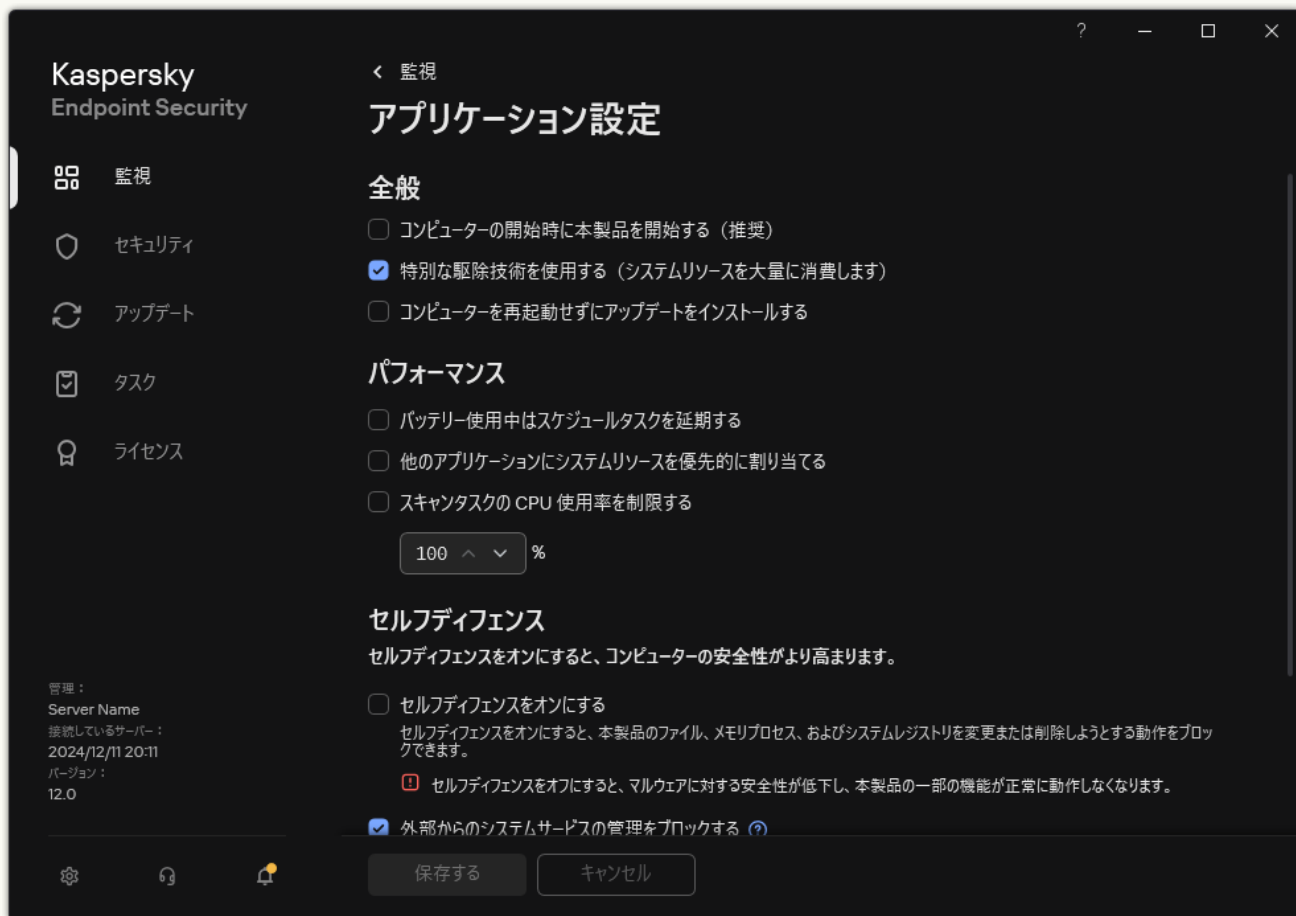 ?
Kaspersky
Endpoint Security
監視
セキュリティ
アップデート
タスク
ライセンス
管理：
Server Name
接続しているサーバー：
2024/12/11 20:11
バージョン：
12.0
監視
アプリケーション設定
全般
コンピューターの開始時に本製品を開始する（推奨）
特別な駆除技術を使用する（システムリソースを大量に消費します）
コンピューターを再起動せずにアップデートをインストールする
パフォーマンス
バッテリー使用中はスケジュールタスクを延期する
他のアプリケーションにシステムリソースを優先的に割り当てる
スキャンタスクの CPU 使用率を制限する
100 %
セルフディフェンス
セルフディフェンスをオンにすると、コンピューターの安全性がより高まります。
セルフディフェンスをオンにする
セルフディフェンスをオンにすると、本製品のファイル、メモリプロセス、およびシステムレジストリを変更または削除しようとする動作をブロッ
クできます。
セルフディフェンスをオフにすると、マルウェアに対する安全性が低下し、本製品の一部の機能が正常に動作しなくなります。
外部からのシステムサービスの管理をブロックする ?
保存する
キャンセル